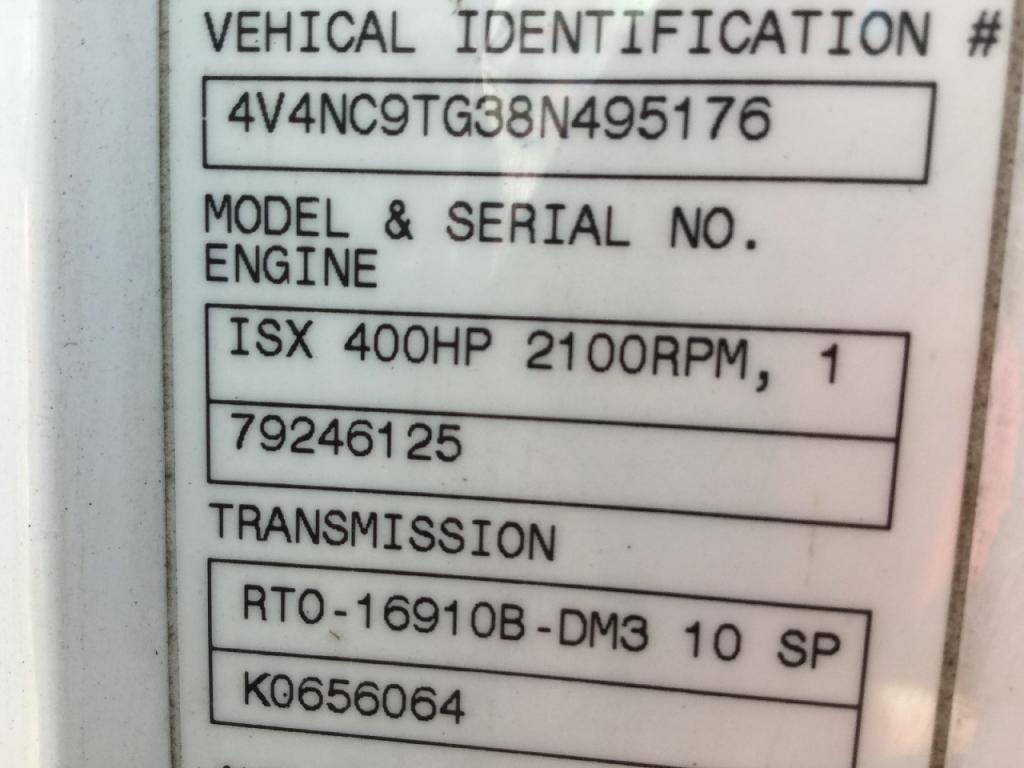 VEHICAL IDENTIFICATION #
4V4NC9TG38N495176
MODEL & SERIAL NO.
ENGINE
ISX 400HP 2100RPM, 1
79246125
TRANSMISSION
RTO-16910B-DM3 10 SP
K0656064